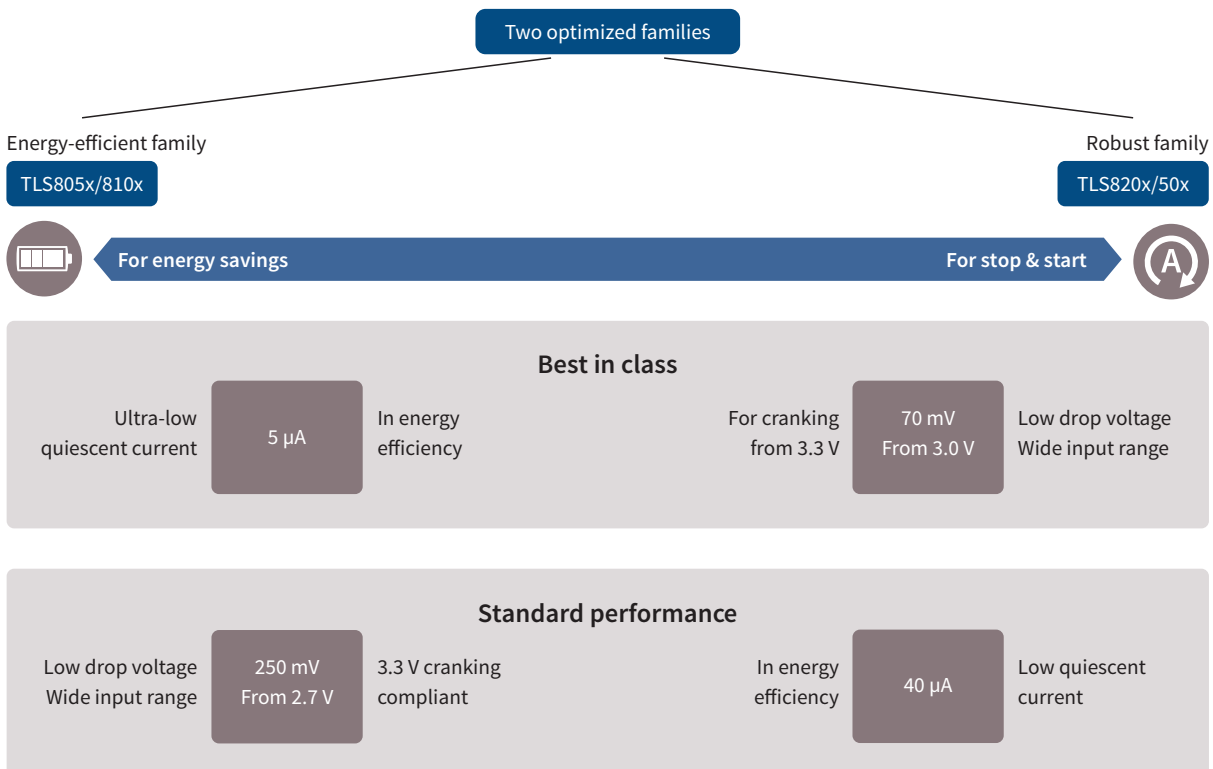 Two optimized families
Energy-efficient family
TLS805x/810x
Robust family
TLS820x/50x
For energy savings
For stop & start
A
Best in class
Ultra-low
quiescent current
5 µA
In energy
efficiency
For cranking
from 3.3 V
70 mV
From 3.0 V
Low drop voltage
Wide input range
Standard performance
Low drop voltage
Wide input range
250 mV
From 2.7 V
3.3 V cranking
compliant
In energy
efficiency
40 µA
Low quiescent
current